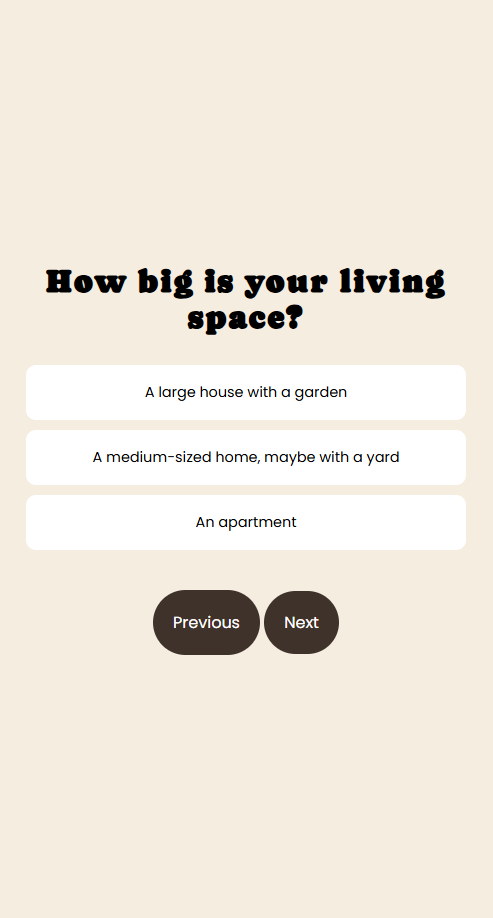 How big is your living
space?
A large house with a garden
A medium-sized home, maybe with a yard
An apartment
Previous
Next